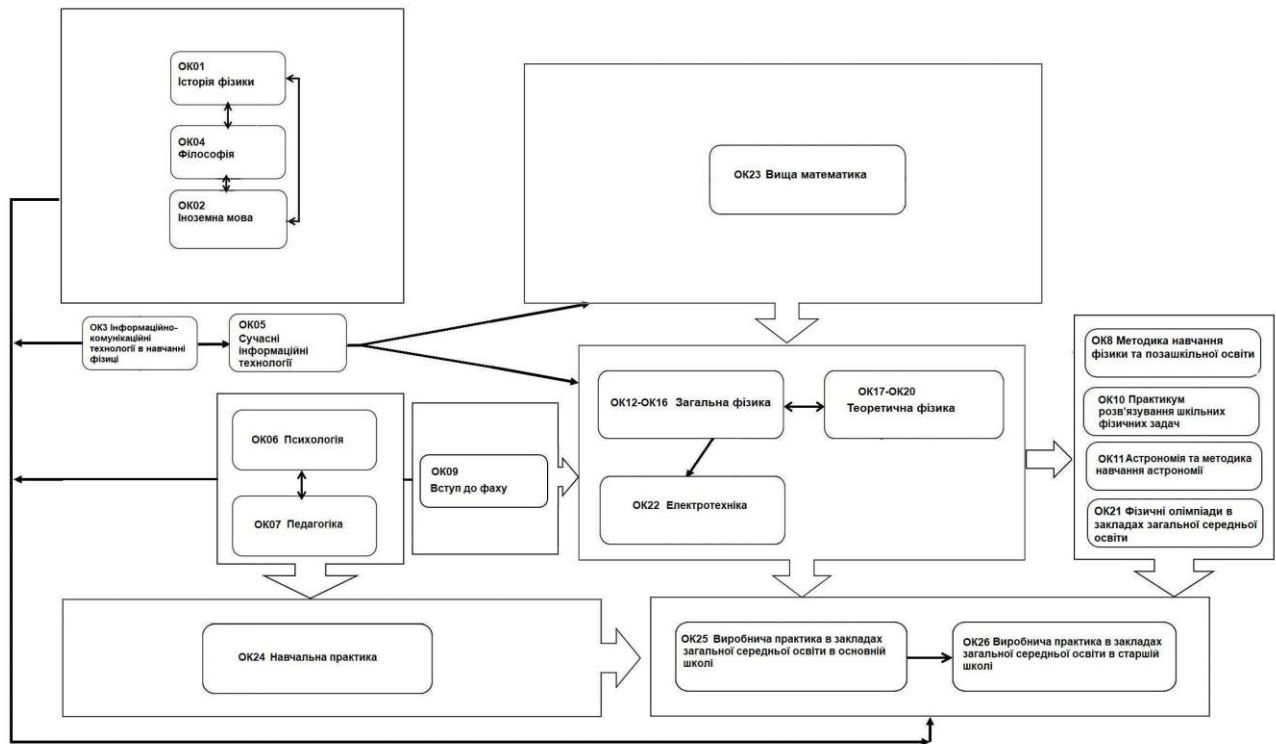 ОК01
Історія фізики
ОК04
Філософія
ОК02
Іноземна мова
ОК23 Вища математика
ОК3 Інформаційно-
комунікаційні
технології в навчанні
фізиці
ОК05
Сучасні
інформаційні
технології
ОК06 Психологія
ОК07 Педагогіка
ОК09
Вступ до фаху
ОК12-ОК16 Загальна фізика
ОК17-ОК20
Теоретична фізика
ОК22 Електротехніка
ОК8 Методика навчання
фізики та позашкільної освіти
ОК10 Практикум
розв'язування шкільних
фізичних задач
ОК11 Астрономія та методика
навчання астрономії
ОК21 Фізичні олімпіади в
закладах загальної середньої
освіти
ОК24 Навчальна практика
ОК25 Виробнича практика в закладах
загальної середньої освіти в основній
школі
ОК26 Виробнича практика в закладах
загальної середньої освіти в старшій
школі